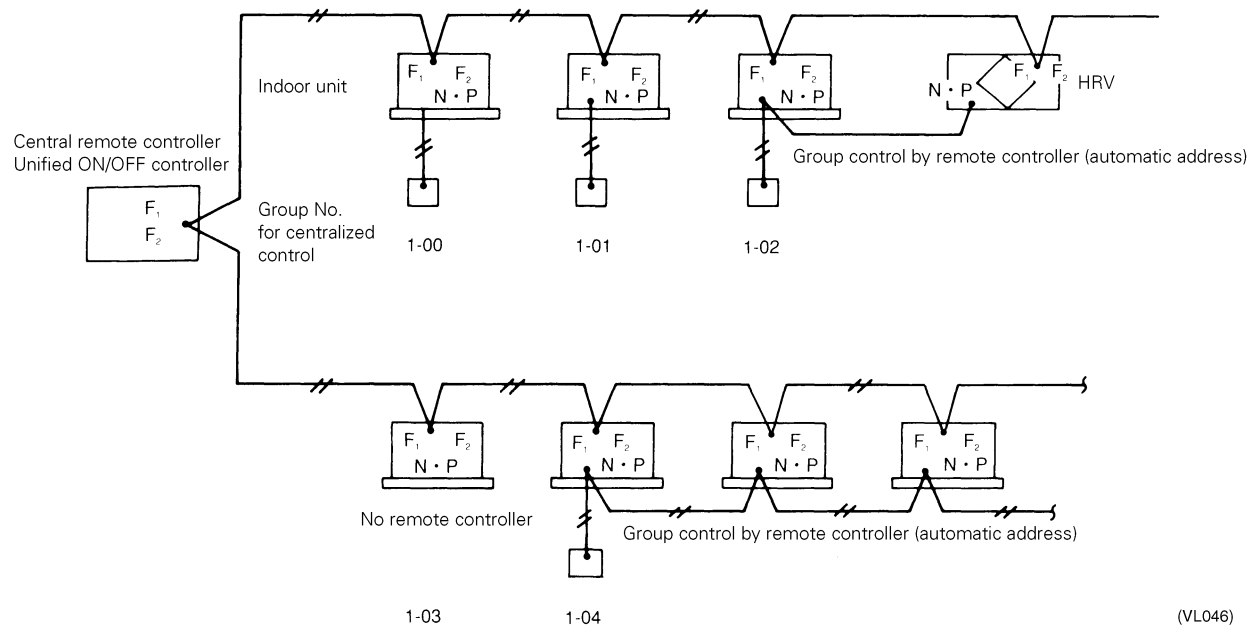 F₁ F₂
N・P
F₁ F₂
N・P
F₁ F₂
N・P
F₁ F₂
N・P
HRV
Indoor unit
Central remote controller
Unified ON/OFF controller
Group control by remote controller (automatic address)
F₁
F₂
Group No.
for centralized
control
1-00
1-01
1-02
F₁ F₂
N・P
F₁ F₂
N・P
F₁ F₂
N・P
F₁ F₂
N・P
No remote controller
Group control by remote controller (automatic address)
1-03
1-04
(VL046)